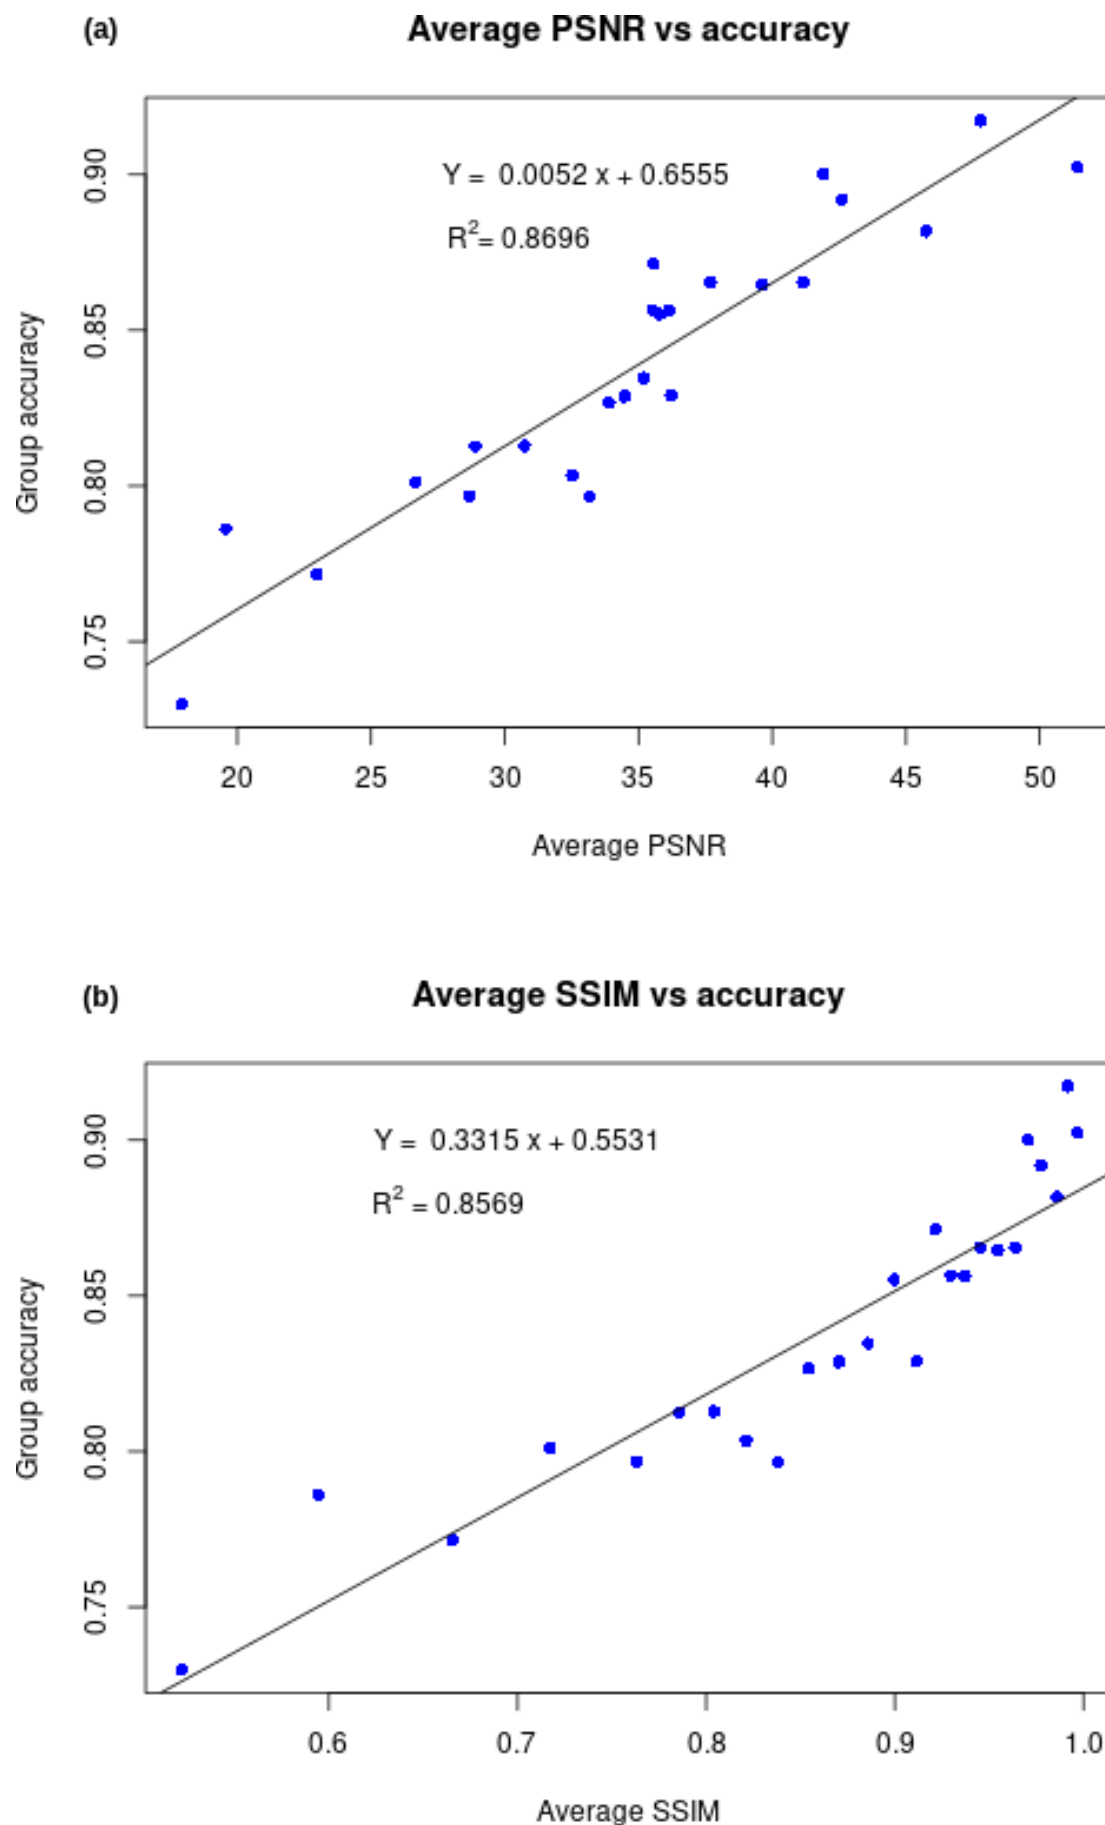 (a) Average PSNR vs accuracy
Y = 0.0052 x + 0.6555
R²= 0.8696
Group accuracy
0.90
0.85
0.80
0.75
20 25 30 35 40 45 50
Average PSNR
(b) Average SSIM vs accuracy
Y = 0.3315 x + 0.5531
R² = 0.8569
Group accuracy
0.90
0.85
0.80
0.75
0.6 0.7 0.8 0.9 1.0
Average SSIM